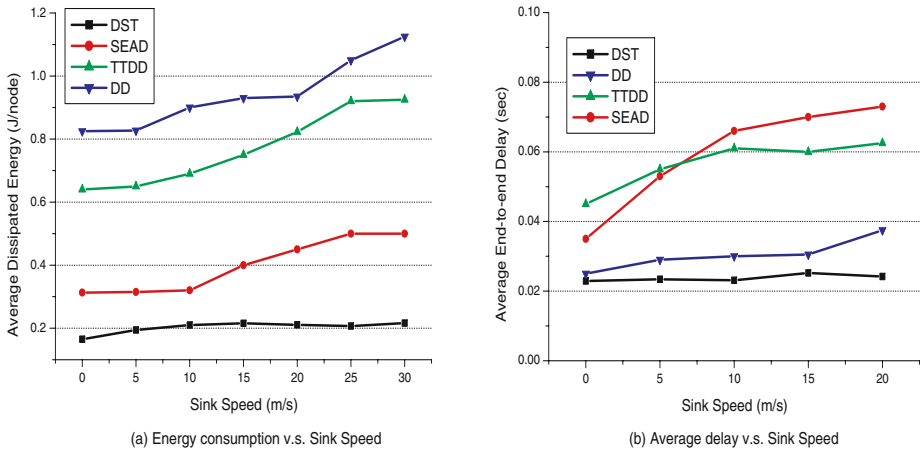 DST
SEAD
TTDD
DD
1.2
1.0
0.8
0.6
0.4
0.2
Average Dissipated Energy (J/node)
0 5 10 15 20 25 30
Sink Speed (m/s)
(a) Energy consumption v.s. Sink Speed
DST
DD
TTDD
SEAD
0.10
0.08
0.06
0.04
0.02
0.00
Average End-to-end Delay (sec)
0 5 10 15 20
Sink Speed (m/s)
(b) Average delay v.s. Sink Speed